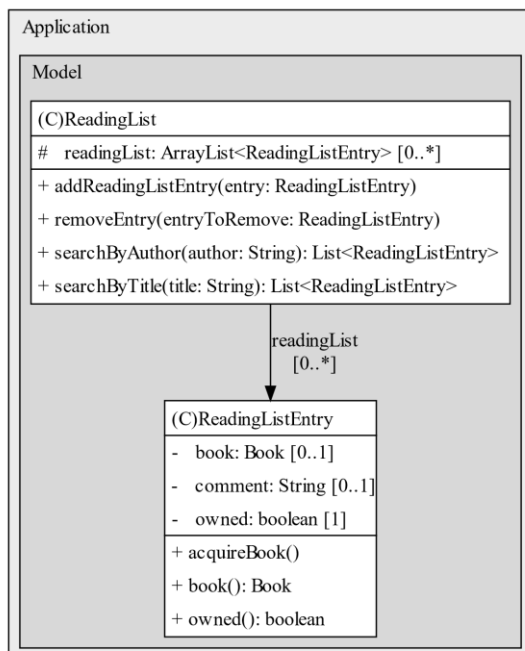 Application
Model
(C)ReadingList
# readingList: ArrayList<ReadingListEntry> [0..*]
+ addReadingListEntry(entry: ReadingListEntry)
+ removeEntry(entryToRemove: ReadingListEntry)
+ searchByAuthor(author: String): List<ReadingListEntry>
+ searchByTitle(title: String): List<ReadingListEntry>
readingList
[0..*]
(C)ReadingListEntry
- book: Book [0..1]
- comment: String [0..1]
- owned: boolean [1]
+ acquireBook()
+ book(): Book
+ owned(): boolean